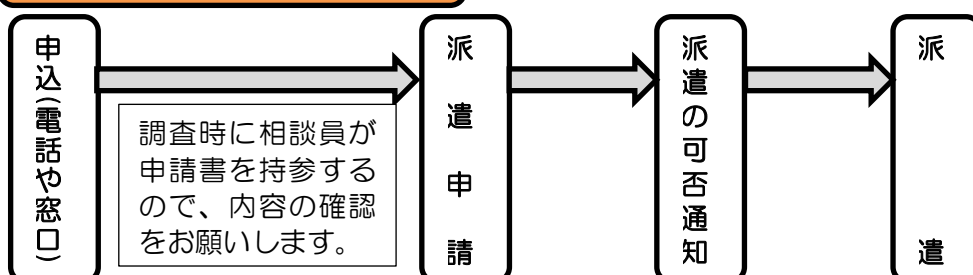 申込(電話や窓口)
調査時に相談員が
申請書を持参する
ので、内容の確認
をお願いします。
派遣申請
派遣の可否通知
派遣